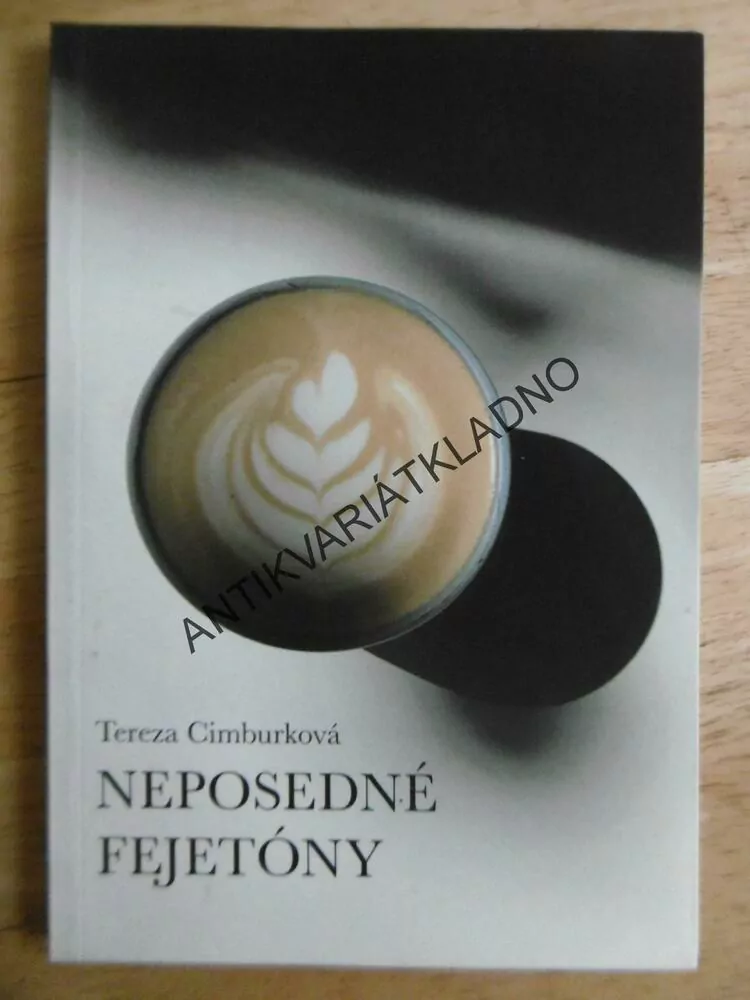 ANTIKVARIÁTKLADNO
Tereza Cimburková
NEPOSEDNÉ
FEJETÓNY